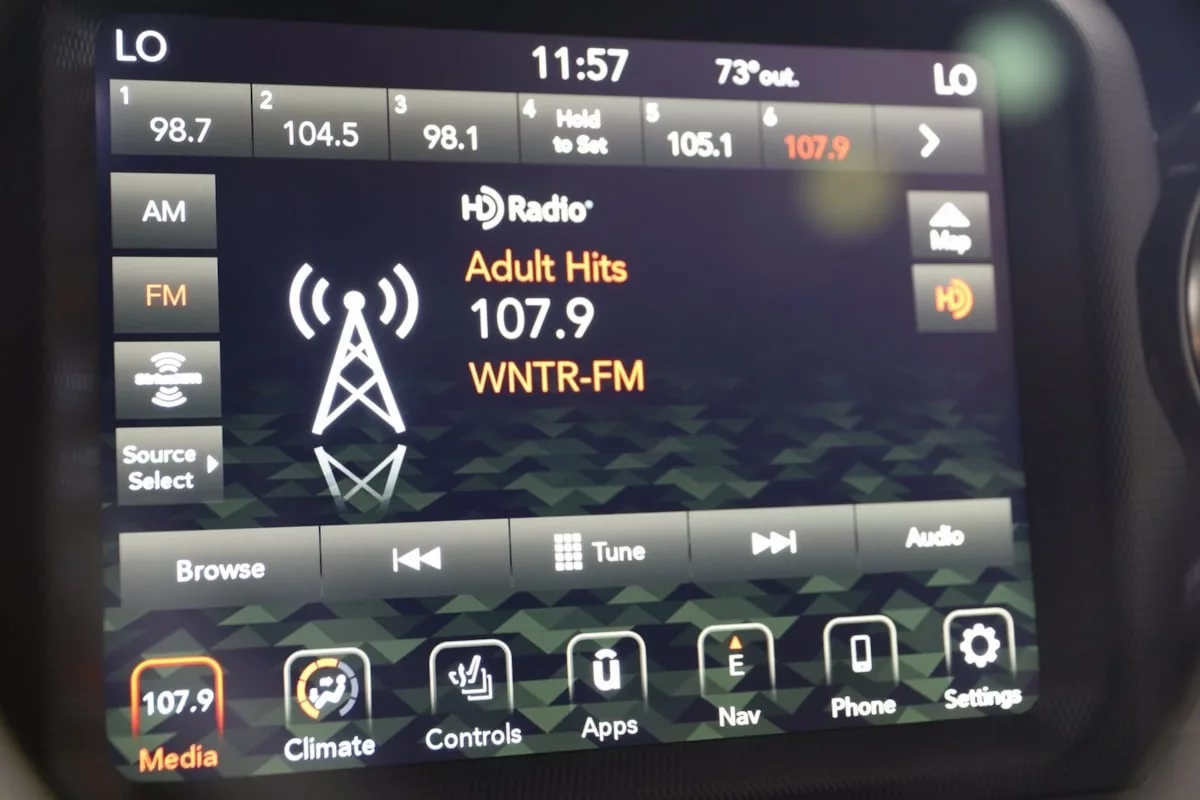 LO
11:57
73° out.
LO
1
98.7
2
104.5
3
98.1
4
Hold
to Set
5
105.1
6
107.9
AM
HD Radio
Map
FM
Adult Hits
HD
107.9
SiriusXM
WNTR-FM
Source
Select
Browse
Tune
Audio
107.9
Media
Climate
Controls
u
Apps
E
Nav
Phone
Settings